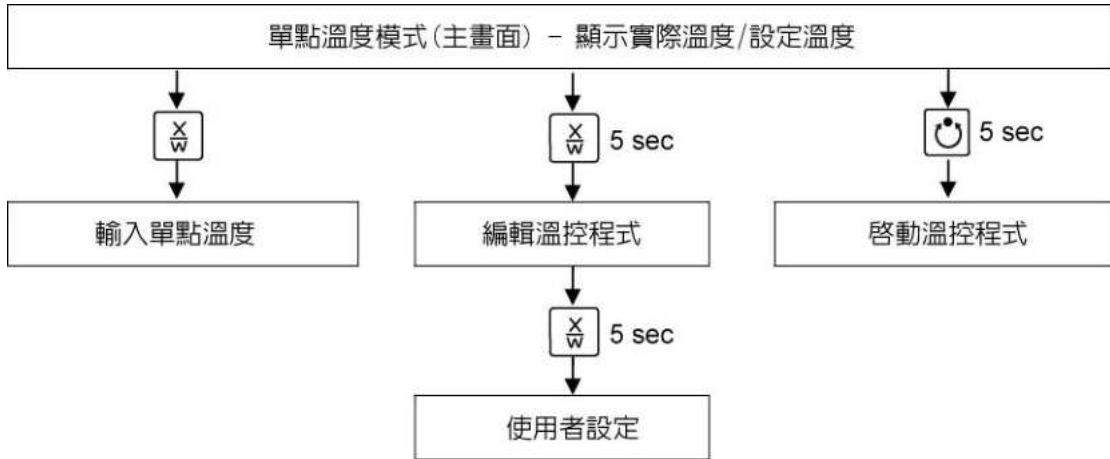 單點溫度模式(主畫面) - 顯示實際溫度/設定溫度
X/W
X/W 5 sec
5 sec
輸入單點溫度
編輯溫控程式
啓動溫控程式
X/W 5 sec
使用者設定